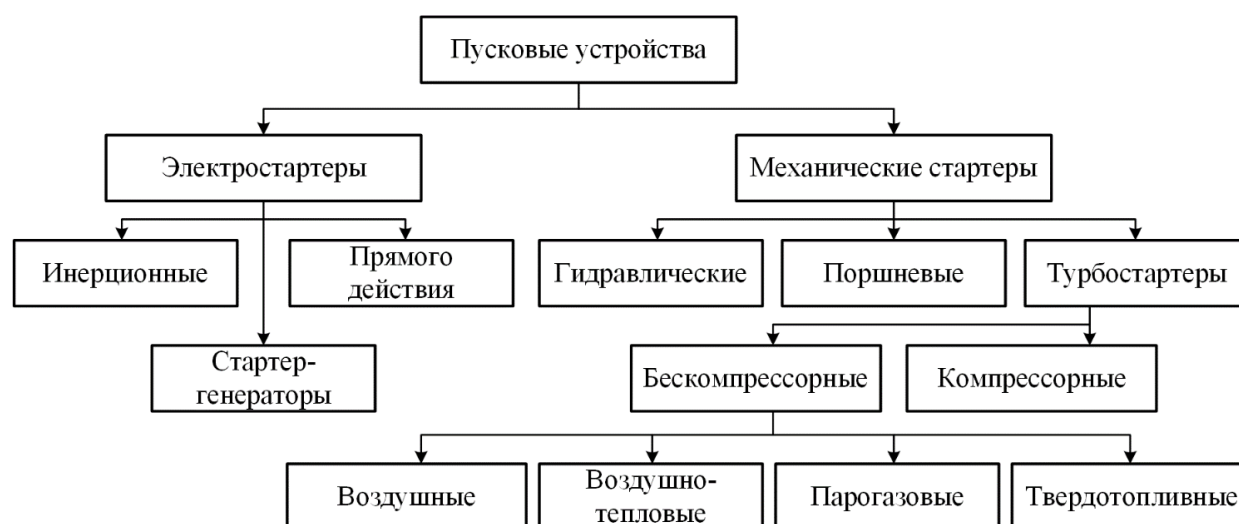 Пусковые устройства
Электростартеры
Механические стартеры
Инерционные
Прямого
действия
Гидравлические
Поршневые
Турбостартеры
Стартер-
генераторы
Бескомпрессорные
Компрессорные
Воздушные
Воздушно-
тепловые
Парогазовые
Твердотопливные